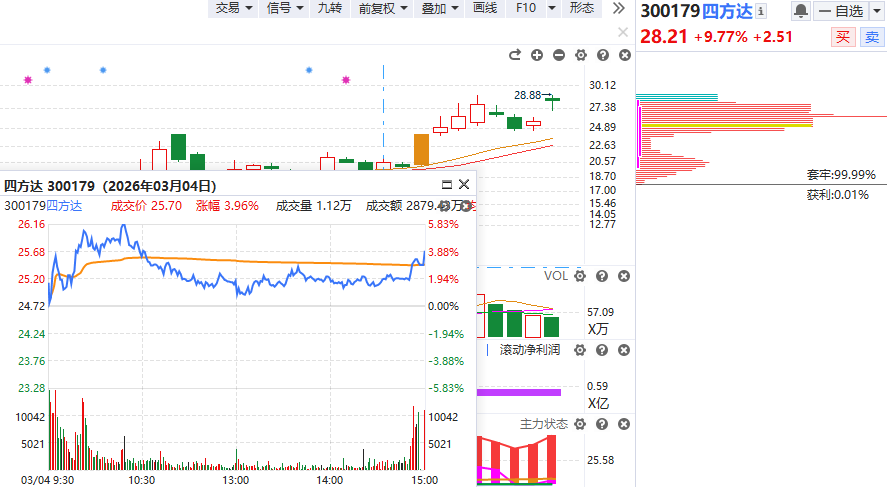 交易 信号 九转 前复权 叠加 画线 F10 形态
300179四方达 自选
28.21 +9.77% +2.51
买 卖
28.88
30.12
27.38
24.89
22.63
20.57
18.70
17.00
15.46
14.05
12.77
套牢:99.99%
获利:0.01%
四方达 300179（2026年03月04日）
300179四方达 成交价 25.70 涨幅 3.96% 成交量 1.12万 成交额 2879.43万
26.16 5.83%
25.68 3.88%
25.20 1.94%
24.72 0.00%
24.24 -1.94%
23.76 -3.88%
23.28 -5.83%
10042 10042
5021 5021
03/04 9:30 10:30 13:00 14:00 15:00
VOL
57.09
X万
滚动净利润
0.59
X亿
主力状态
25.58